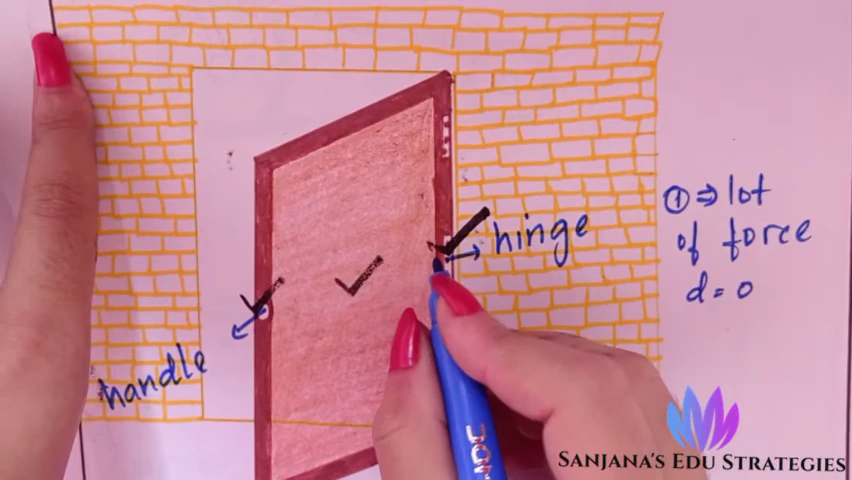 ① ⇒ lot
of force
d = 0
hinge
handle
SANJANA'S EDU STRATEGIES